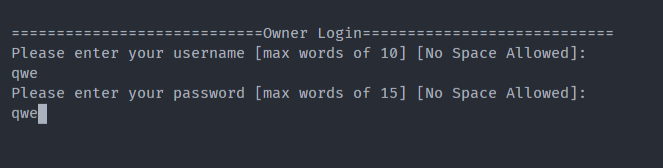 ============================Owner Login============================
Please enter your username [max words of 10] [No Space Allowed]:
qwe
Please enter your password [max words of 15] [No Space Allowed]:
qwe